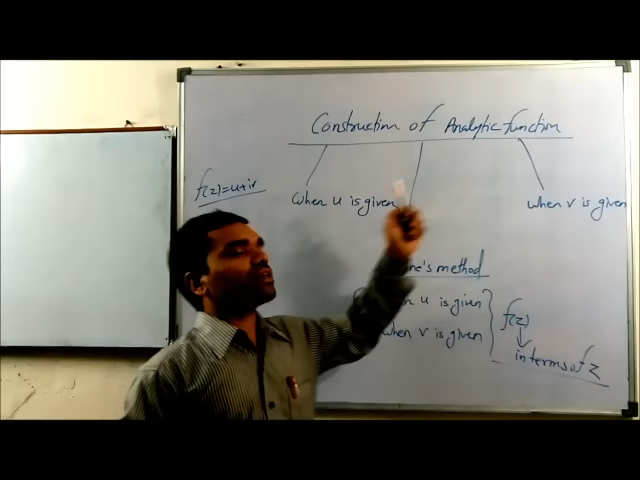 Construction of Analytic function
f(z)=u+iv
when u is given
when v is given
ne's method
when u is given
when v is given
f(z)
in terms of z